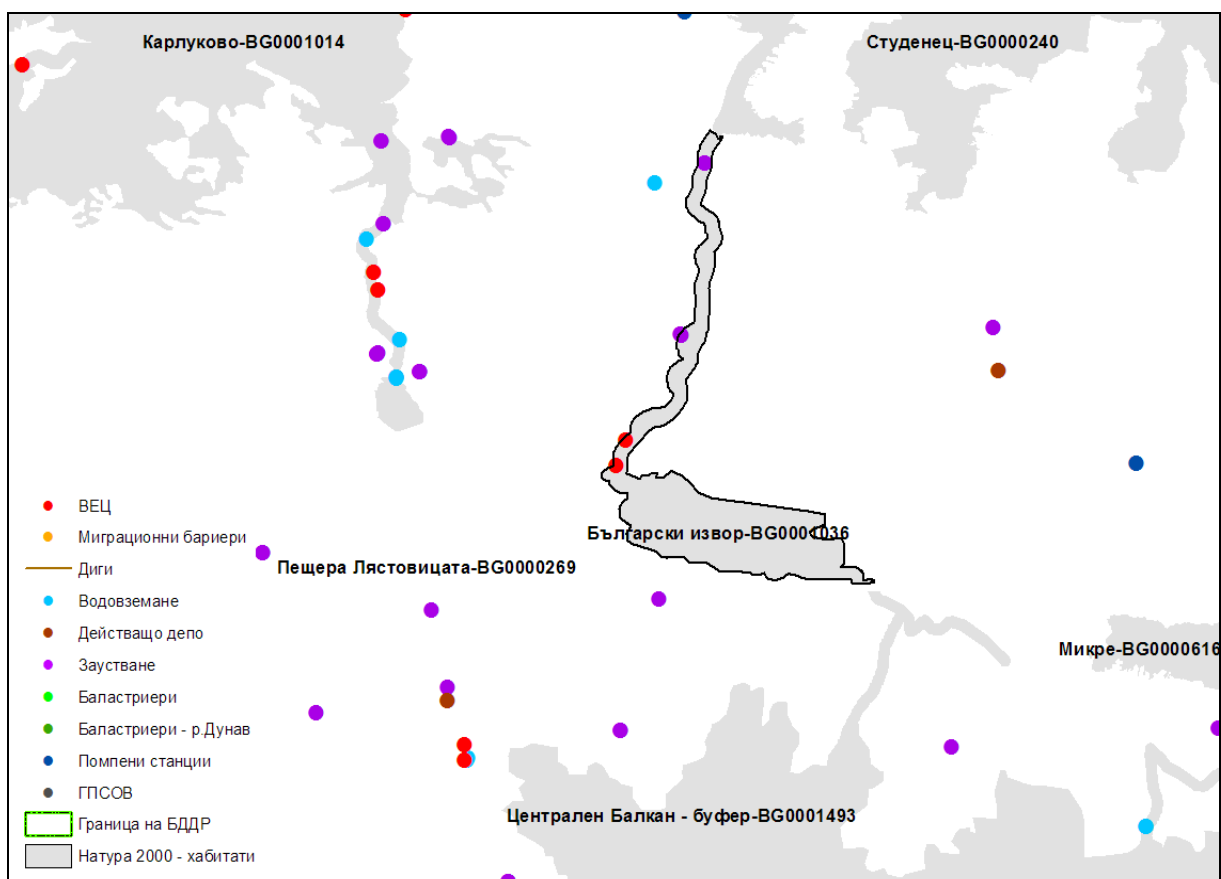 Карлуково-BG0001014
Студенец-BG0000240
Български извор-BG0001036
Пещера Лястовицата-BG0000269
Микре-BG0000616
Централен Балкан - буфер-BG0001493
ВЕЦ
Миграционни бариери
Диги
Водовземане
Действащо депо
Заустване
Баластриери
Баластриери - р.Дунав
Помпени станции
ГПСОВ
Граница на БДДР
Натура 2000 - хабитати